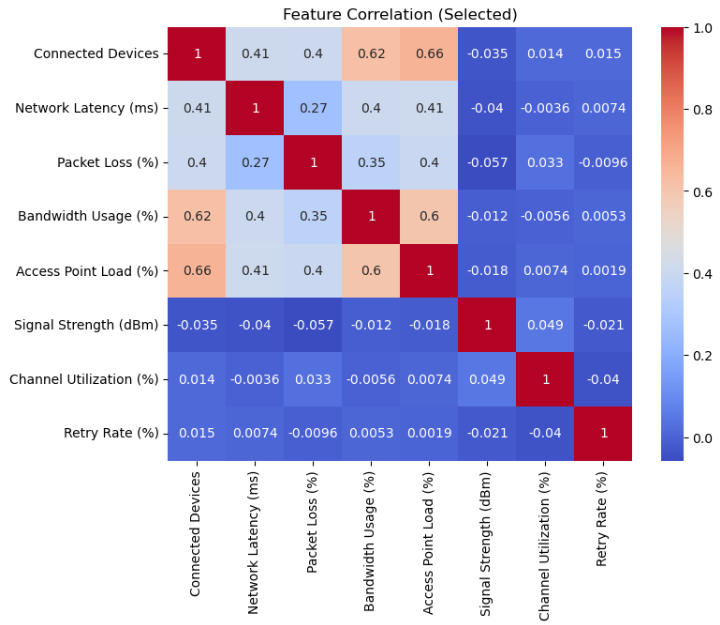 Feature Correlation (Selected)
Connected Devices 1 0.41 0.4 0.62 0.66 -0.035 0.014 0.015
Network Latency (ms) 0.41 1 0.27 0.4 0.41 -0.04 -0.0036 0.0074
Packet Loss (%) 0.4 0.27 1 0.35 0.4 -0.057 0.033 -0.0096
Bandwidth Usage (%) 0.62 0.4 0.35 1 0.6 -0.012 -0.0056 0.0053
Access Point Load (%) 0.66 0.41 0.4 0.6 1 -0.018 0.0074 0.0019
Signal Strength (dBm) -0.035 -0.04 -0.057 -0.012 -0.018 1 0.049 -0.021
Channel Utilization (%) 0.014 -0.0036 0.033 -0.0056 0.0074 0.049 1 -0.04
Retry Rate (%) 0.015 0.0074 -0.0096 0.0053 0.0019 -0.021 -0.04 1
Connected Devices
Network Latency (ms)
Packet Loss (%)
Bandwidth Usage (%)
Access Point Load (%)
Signal Strength (dBm)
Channel Utilization (%)
Retry Rate (%)
1.0
0.8
0.6
0.4
0.2
0.0